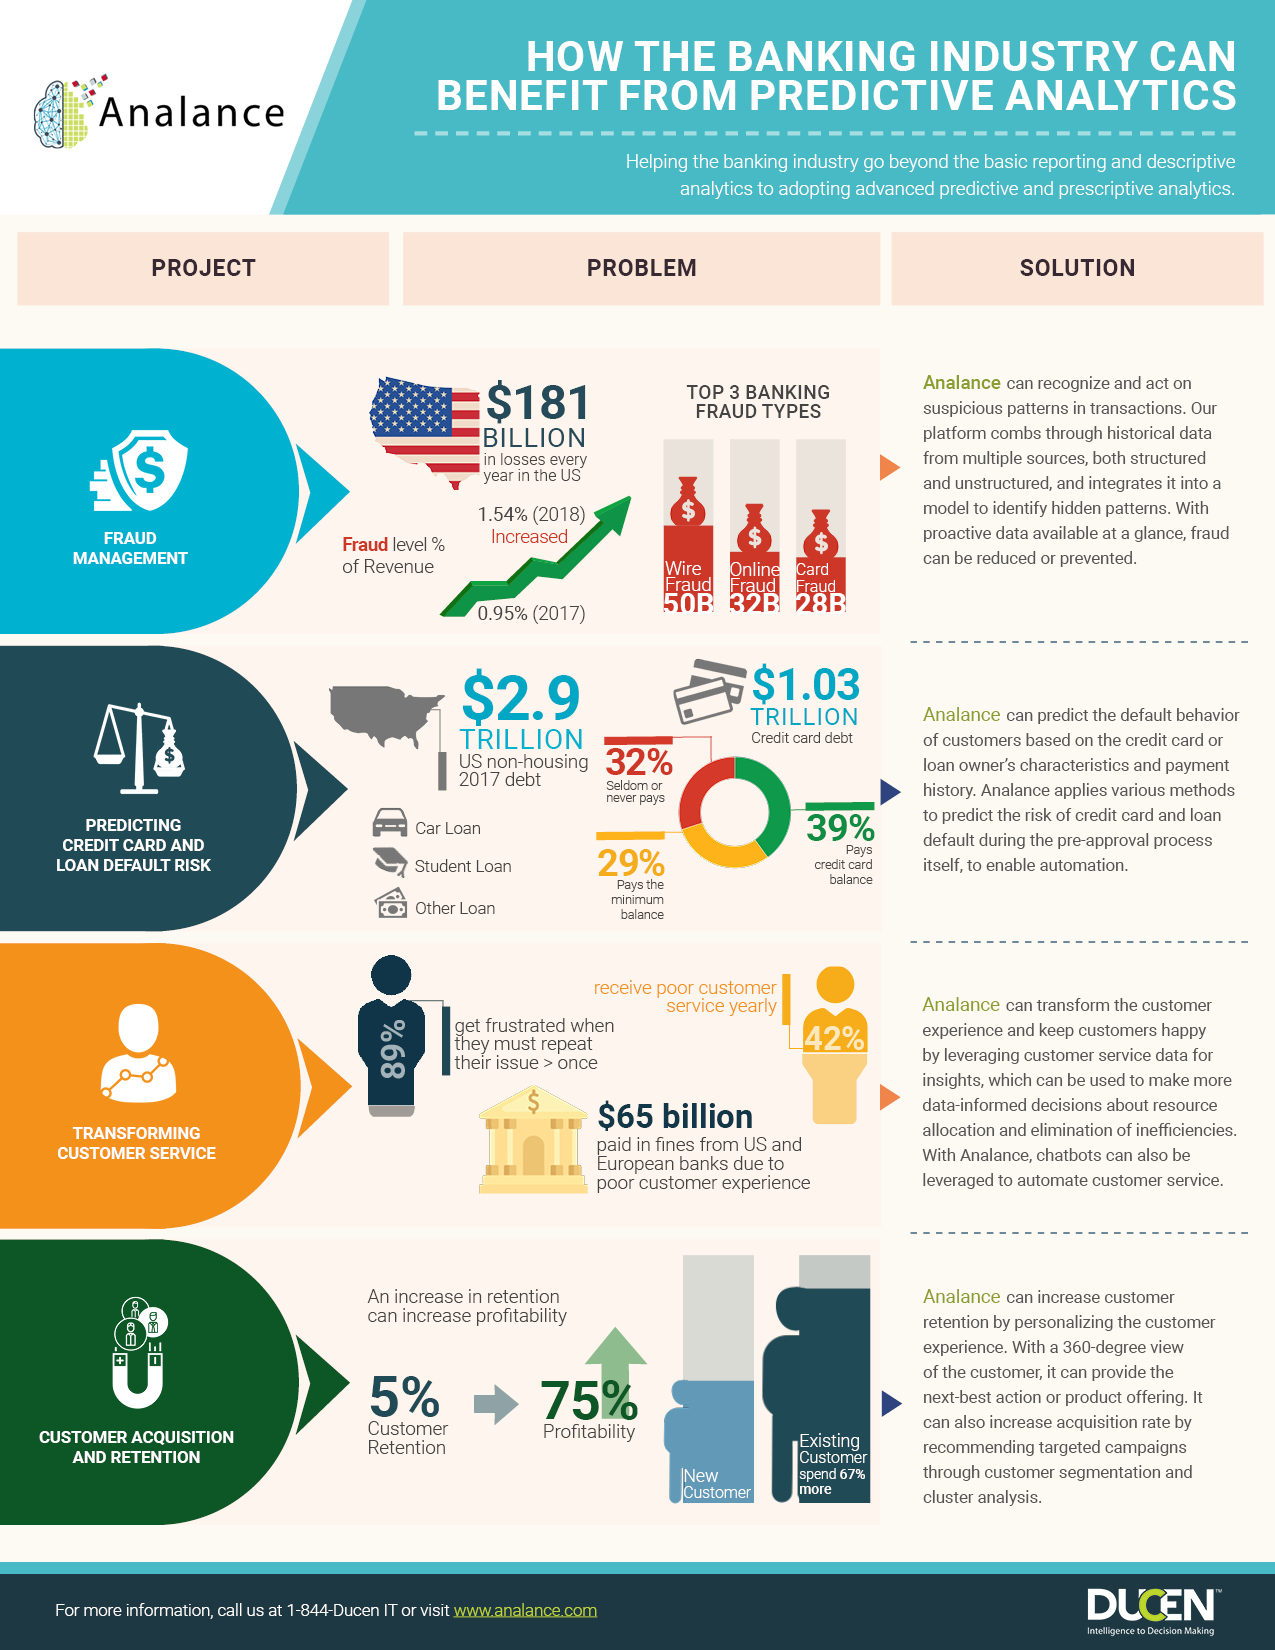 Analance
HOW THE BANKING INDUSTRY CAN
BENEFIT FROM PREDICTIVE ANALYTICS
Helping the banking industry go beyond the basic reporting and descriptive
analytics to adopting advanced predictive and prescriptive analytics.
PROJECT
PROBLEM
SOLUTION
$
FRAUD
MANAGEMENT
$181
BILLION
in losses every
year in the US
1.54% (2018)
Increased
Fraud level %
of Revenue
0.95% (2017)
TOP 3 BANKING
FRAUD TYPES
$
$
$
Wire
Fraud
50B
Online
Fraud
32B
Card
Fraud
28B
Analance can recognize and act on
suspicious patterns in transactions. Our
platform combs through historical data
from multiple sources, both structured
and unstructured, and integrates it into a
model to identify hidden patterns. With
proactive data available at a glance, fraud
can be reduced or prevented.
$
PREDICTING
CREDIT CARD AND
LOAN DEFAULT RISK
$2.9
TRILLION
US non-housing
2017 debt
Car Loan
Student Loan
Other Loan
$1.03
TRILLION
Credit card debt
32%
Seldom or
never pays
29%
Pays the
minimum
balance
39%
Pays
credit card
balance
Analance can predict the default behavior
of customers based on the credit card or
loan owner's characteristics and payment
history. Analance applies various methods
to predict the risk of credit card and loan
default during the pre-approval process
itself, to enable automation.
TRANSFORMING
CUSTOMER SERVICE
89%
get frustrated when
they must repeat
their issue > once
receive poor customer
service yearly
42%
$
$65 billion
paid in fines from US and
European banks due to
poor customer experience
Analance can transform the customer
experience and keep customers happy
by leveraging customer service data for
insights, which can be used to make more
data-informed decisions about resource
allocation and elimination of inefficiencies.
With Analance, chatbots can also be
leveraged to automate customer service.
CUSTOMER ACQUISITION
AND RETENTION
An increase in retention
can increase profitability
5%
Customer
Retention
75%
Profitability
New
Customer
Existing
Customer
spend 67%
more
Analance can increase customer
retention by personalizing the customer
experience. With a 360-degree view
of the customer, it can provide the
next-best action or product offering. It
can also increase acquisition rate by
recommending targeted campaigns
through customer segmentation and
cluster analysis.
For more information, call us at 1-844-Ducen IT or visit www.analance.com
DUCEN™
Intelligence to Decision Making